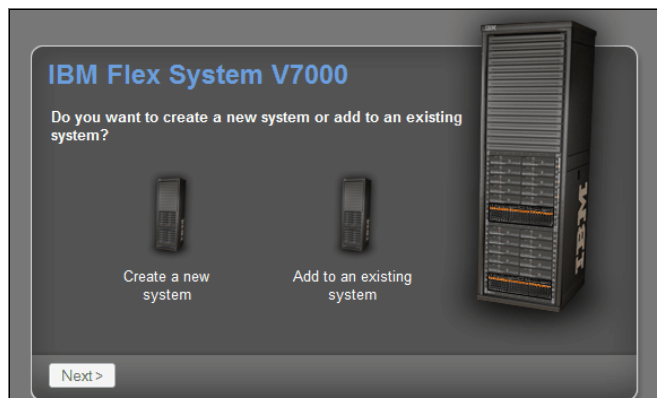 IBM Flex System V7000
Do you want to create a new system or add to an existing
system?
Create a new
system
Add to an existing
system
IBM
Next >